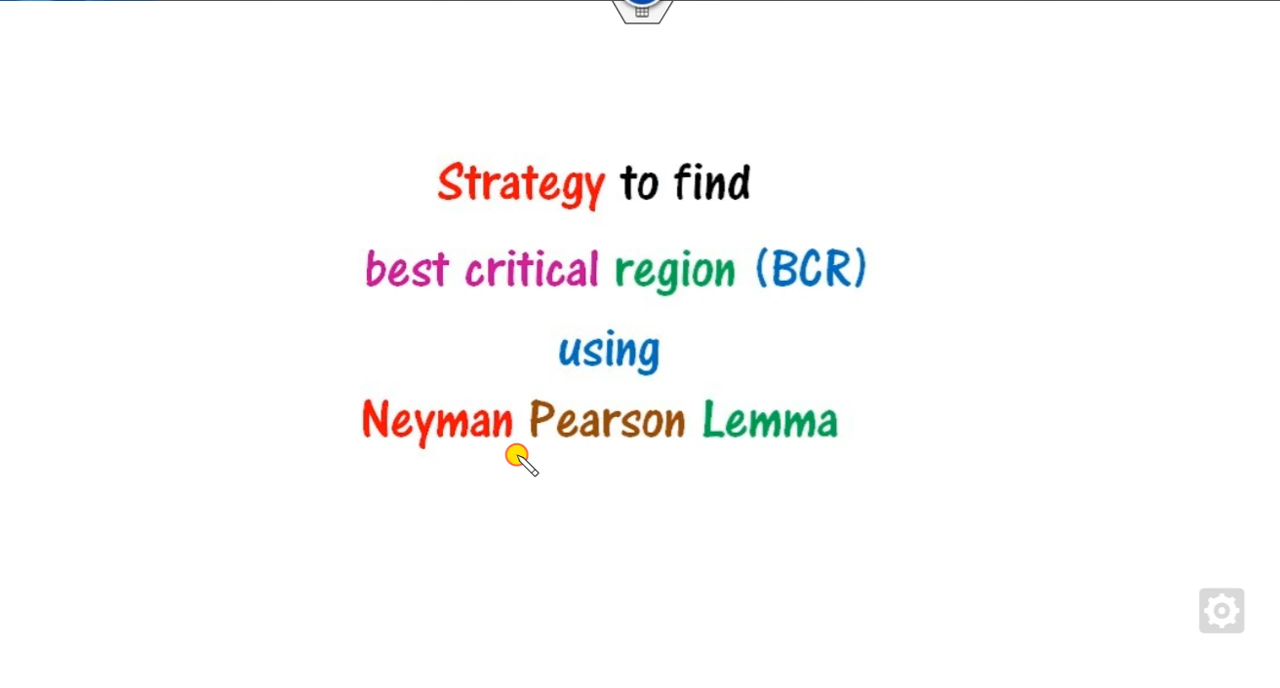 Strategy to find
best critical region (BCR)
using
Neyman Pearson Lemma